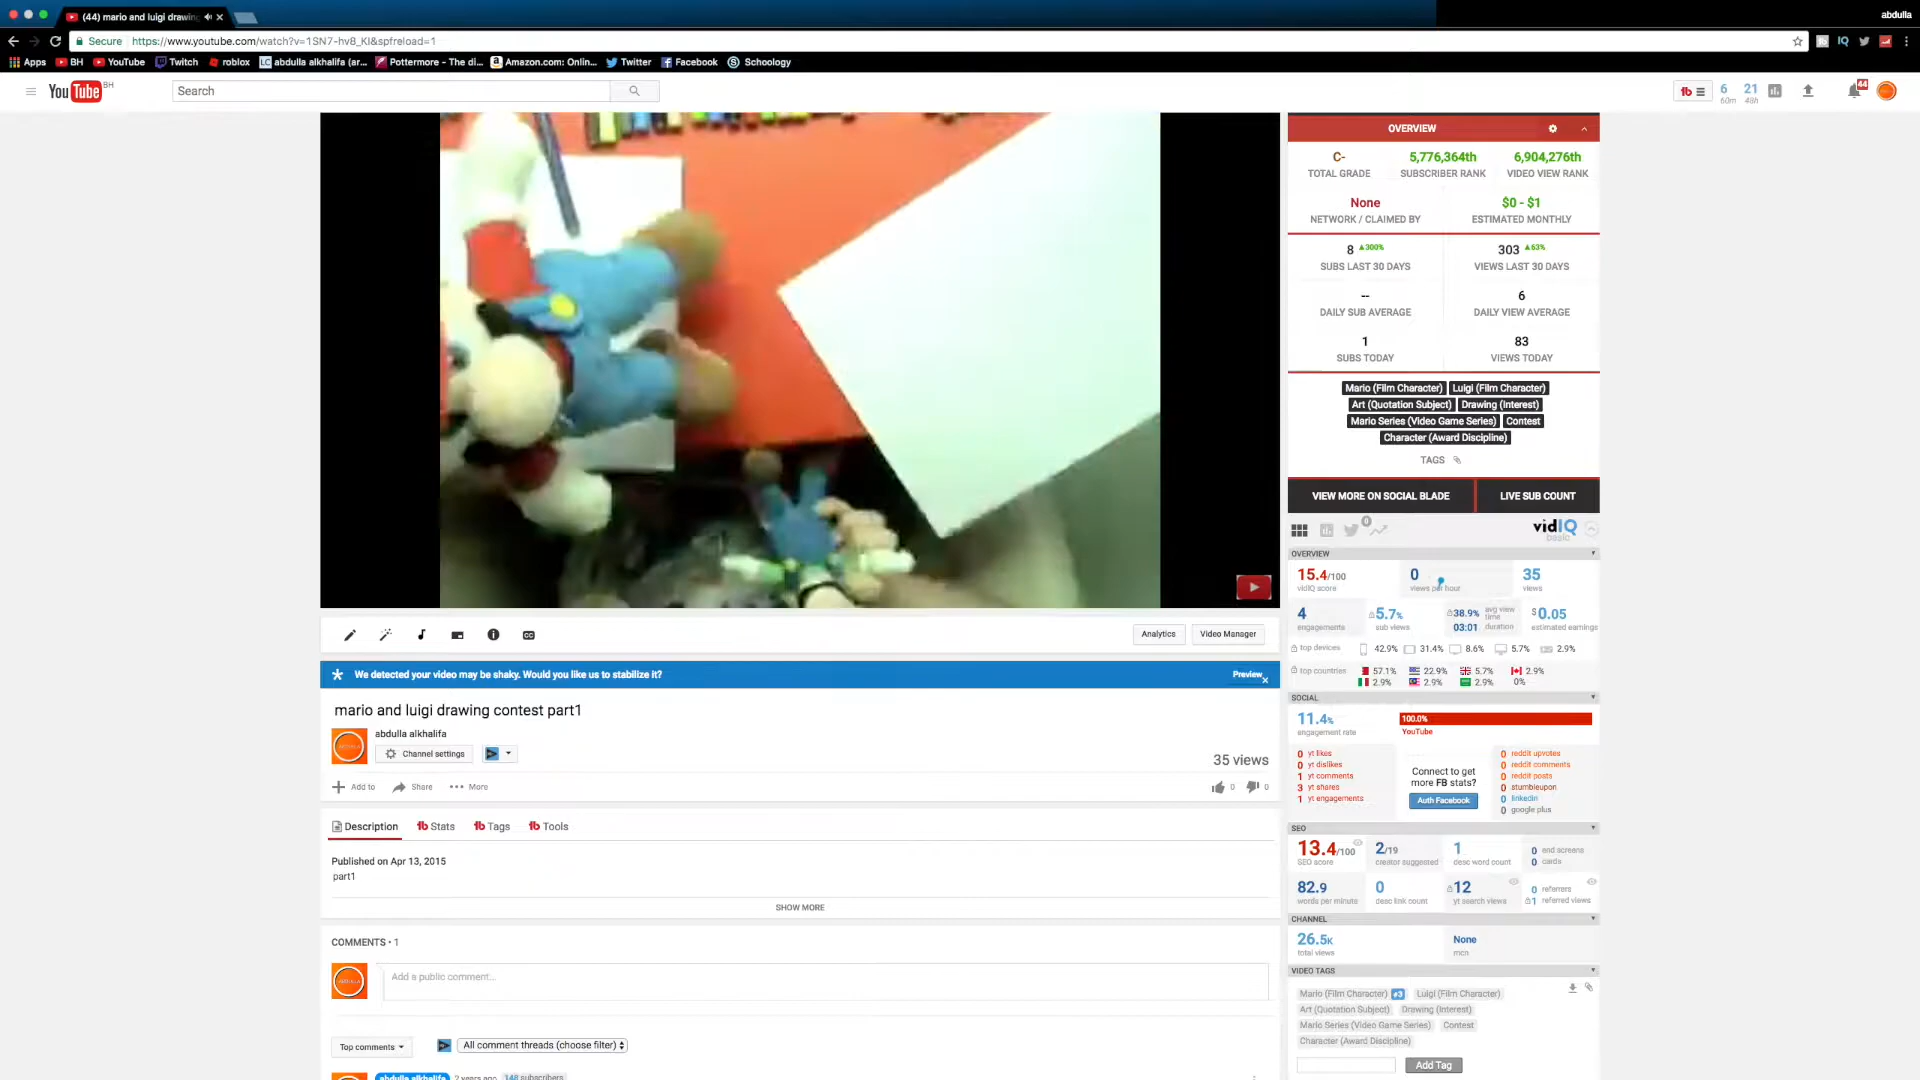 (44) mario and luigi drawing
abdulla
Secure https://www.youtube.com/watch?v=1SN7-hv8_KI&spfreload=1
Apps BH YouTube Twitch roblox abdulla alkhalifa (ar... Pottermore - The di... Amazon.com: Onlin... Twitter Facebook Schoology
YouTube BH
Search
6 60m 21 48h
44
OVERVIEW
C- 5,776,364th 6,904,276th
TOTAL GRADE SUBSCRIBER RANK VIDEO VIEW RANK
None $0 - $1
NETWORK / CLAIMED BY ESTIMATED MONTHLY
8 ▲300% 303 ▲63%
SUBS LAST 30 DAYS VIEWS LAST 30 DAYS
-- 6
DAILY SUB AVERAGE DAILY VIEW AVERAGE
1 83
SUBS TODAY VIEWS TODAY
Mario (Film Character) Luigi (Film Character)
Art (Quotation Subject) Drawing (Interest)
Mario Series (Video Game Series) Contest
Character (Award Discipline)
TAGS
VIEW MORE ON SOCIAL BLADE LIVE SUB COUNT
0 vidIQ
basic
OVERVIEW
15.4/100 0 35
vidIQ score views per hour views
4 5.7% 38.9% avg view time 03:01 duration $0.05
engagements sub views estimated earnings
top devices 42.9% 31.4% 8.6% 5.7% 2.9%
top countries 57.1% 22.9% 5.7% 2.9%
2.9% 2.9% 2.9% 0%
SOCIAL
11.4% 100.0%
engagement rate YouTube
0 yt likes
0 yt dislikes
1 yt comments
3 yt shares
1 yt engagements
Connect to get
more FB stats?
Auth Facebook
0 reddit upvotes
0 reddit comments
0 reddit posts
0 stumbleupon
0 linkedin
0 google plus
SEO
13.4/100 2/19 1 0 end screens
SEO score creator suggested desc word count 0 cards
82.9 0 12 0 referrers
words per minute desc link count yt search views 1 referred views
CHANNEL
26.5K None
total views mcn
VIDEO TAGS
Mario (Film Character) #3 Luigi (Film Character)
Art (Quotation Subject) Drawing (Interest)
Mario Series (Video Game Series) Contest
Character (Award Discipline)
Add Tag
Analytics Video Manager
We detected your video may be shaky. Would you like us to stabilize it? Preview x
mario and luigi drawing contest part1
abdulla alkhalifa
Channel settings
35 views
Add to Share More 0 0
Description Stats Tags Tools
Published on Apr 13, 2015
part1
SHOW MORE
COMMENTS • 1
Add a public comment...
Top comments All comment threads (choose filter)
abdulla alkhalifa 2 years ago 148 subscribers